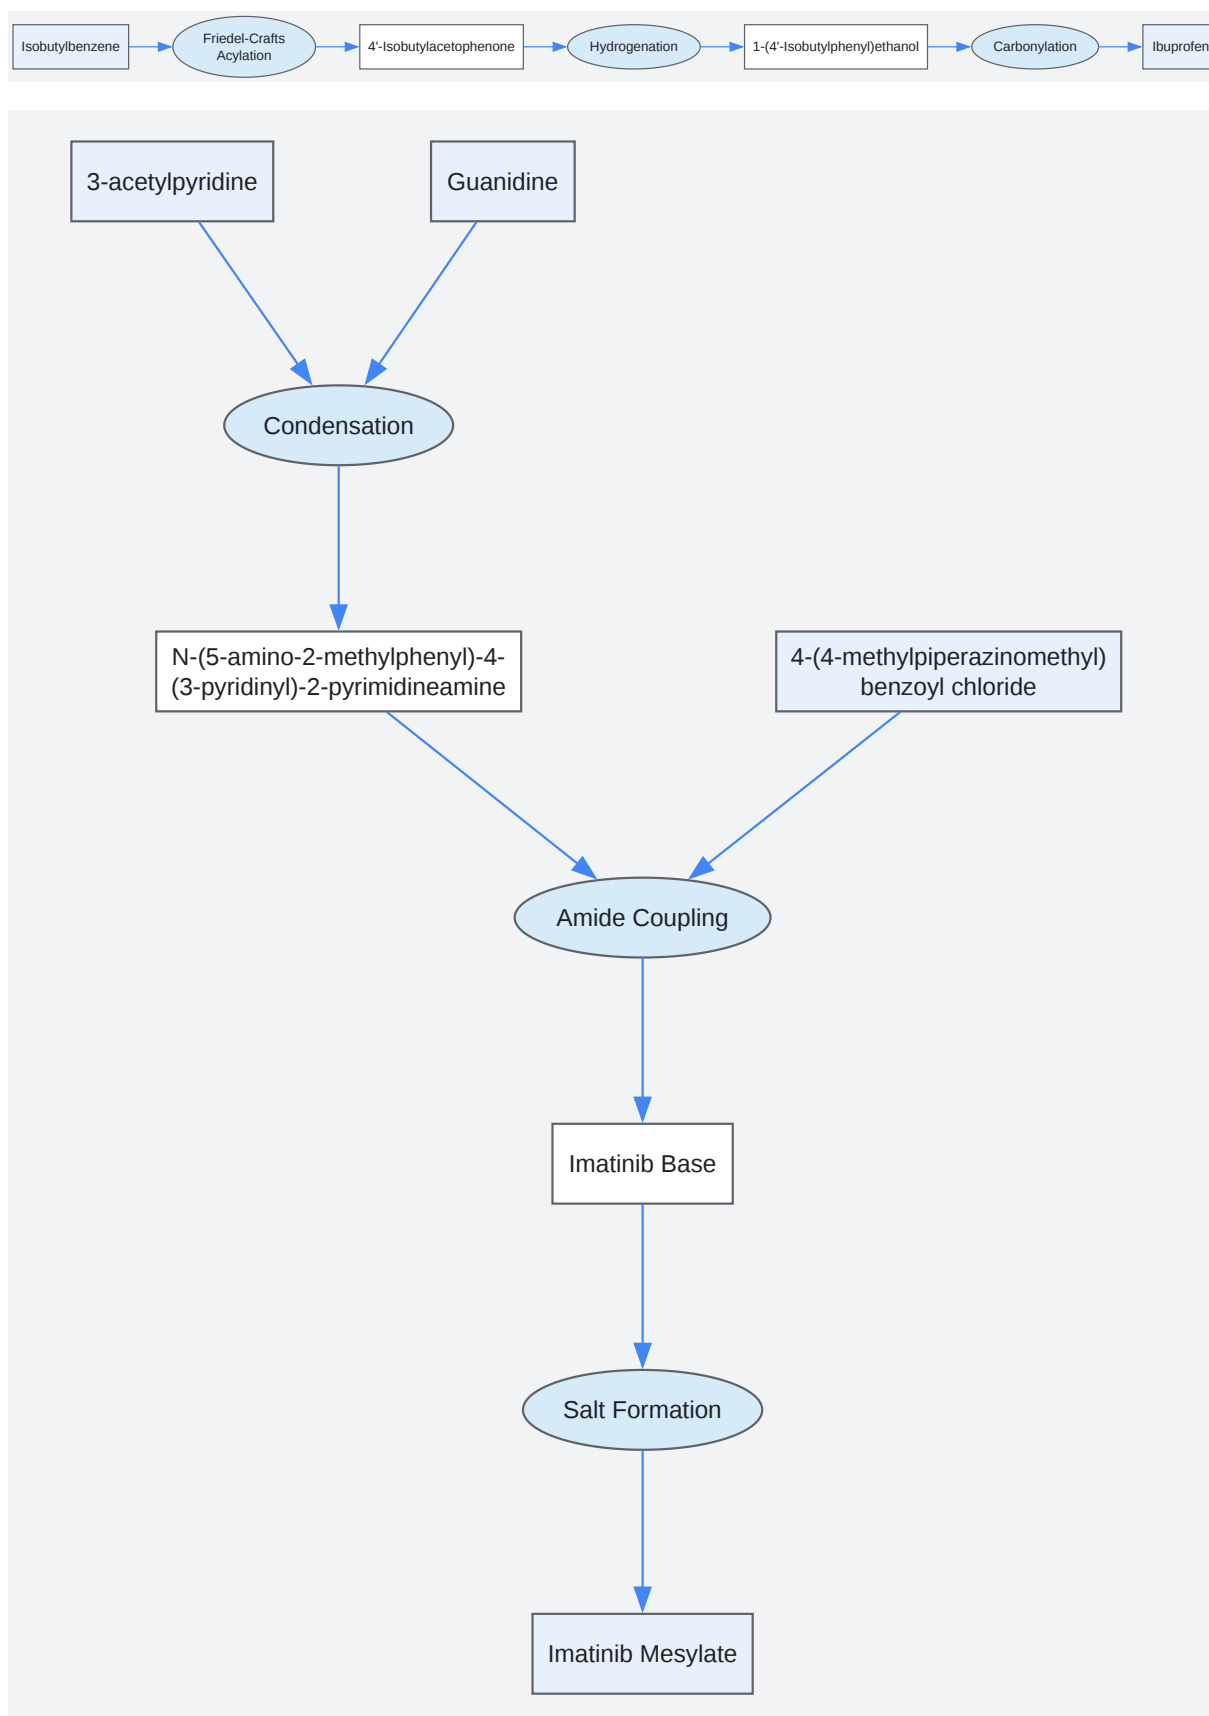 Isobutylbenzene
Friedel-Crafts
Acylation
4'-Isobutylacetophenone
Hydrogenation
1-(4'-Isobutylphenyl)ethanol
Carbonylation
Ibuprofen
3-acetylpyridine
Guanidine
Condensation
N-(5-amino-2-methylphenyl)-4-
(3-pyridinyl)-2-pyrimidineamine
4-(4-methylpiperazinomethyl)
benzoyl chloride
Amide Coupling
Imatinib Base
Salt Formation
Imatinib Mesylate